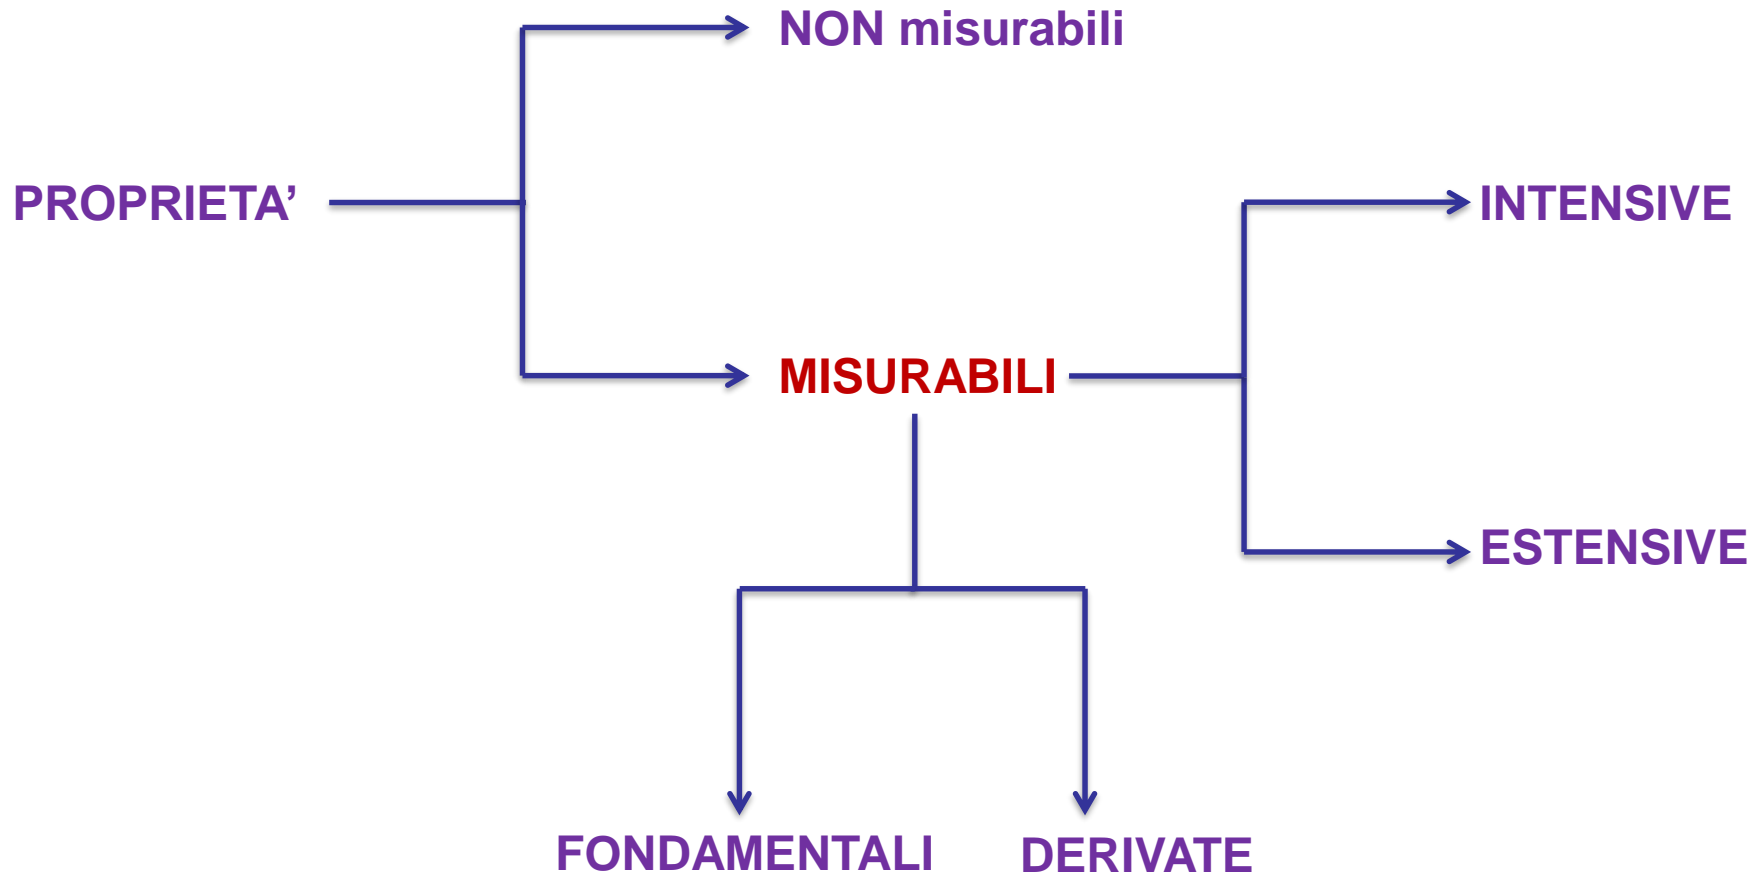 NON misurabili
PROPRIETA’
INTENSIVE
MISURABILI
ESTENSIVE
FONDAMENTALI
DERIVATE